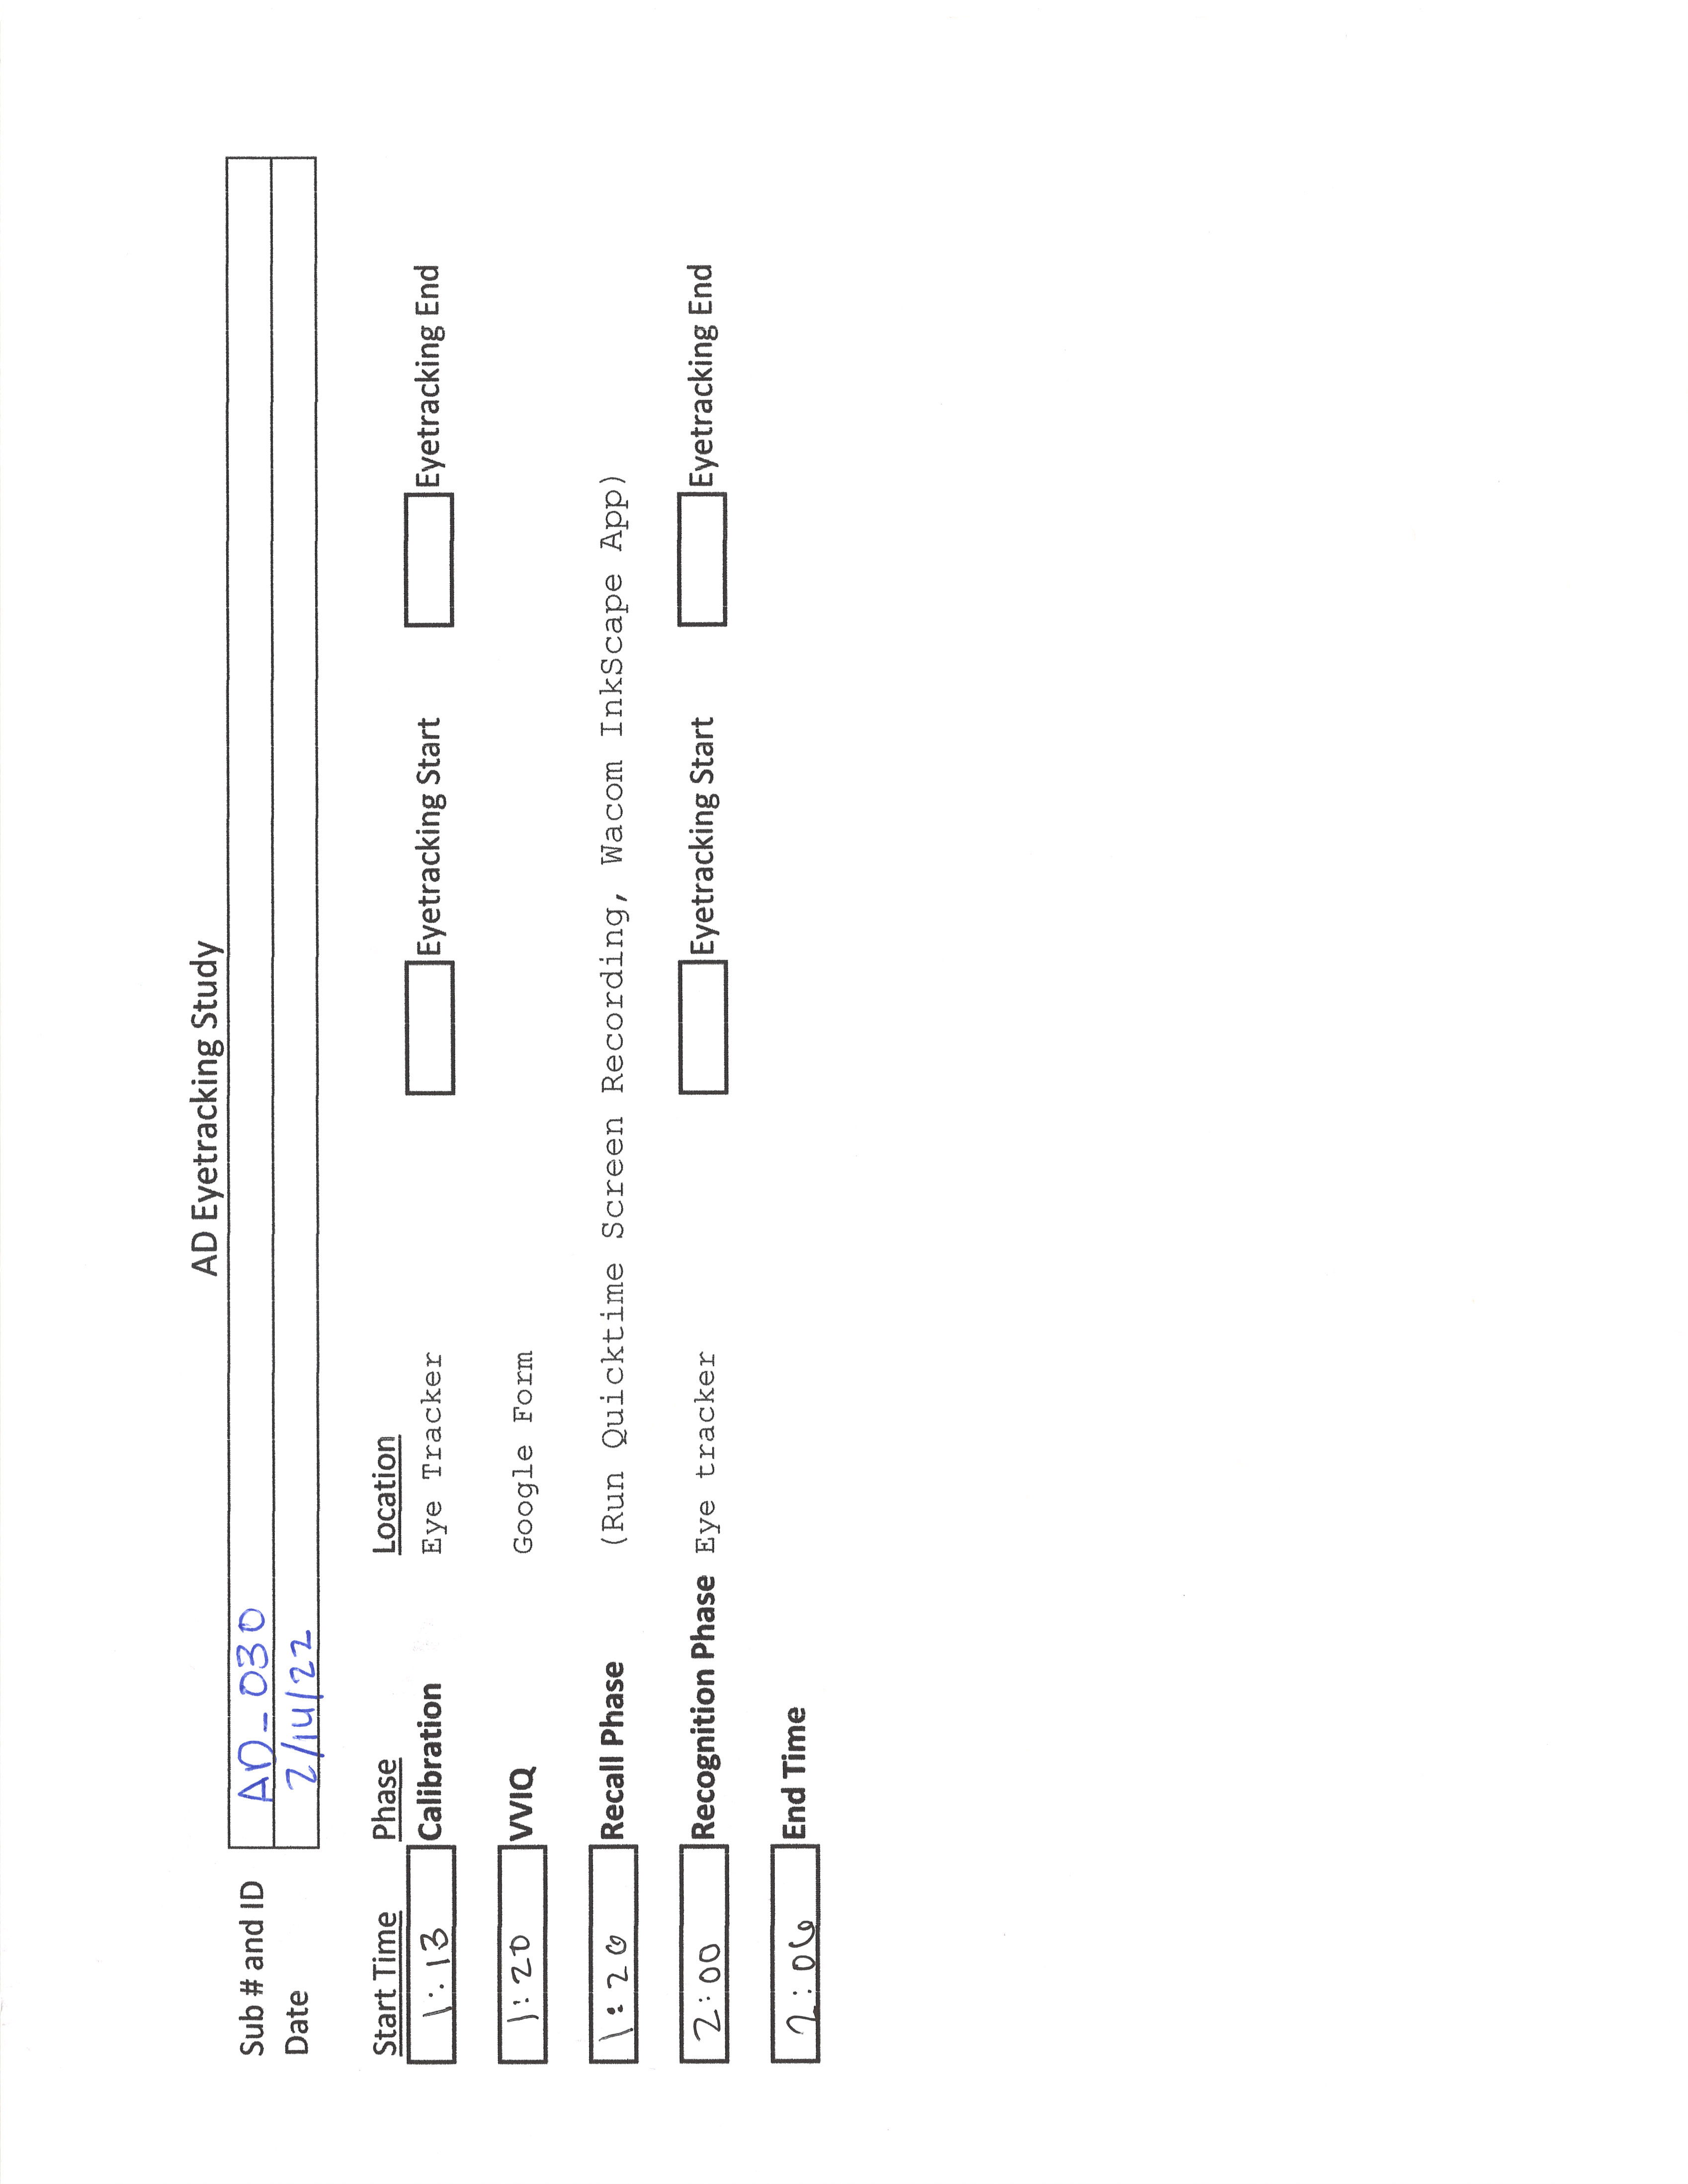 AD Eyetracking Study
Sub # and ID AD_030
Date 2/14/22
Start Time Phase Location
1:13 Calibration Eye Tracker Eyetracking Start Eyetracking End
1:20 VVIQ Google Form
Recall Phase (Run Quicktime Screen Recording, Wacom InkScape App)
2:00 Recognition Phase Eye tracker Eyetracking Start Eyetracking End
2:06 End Time